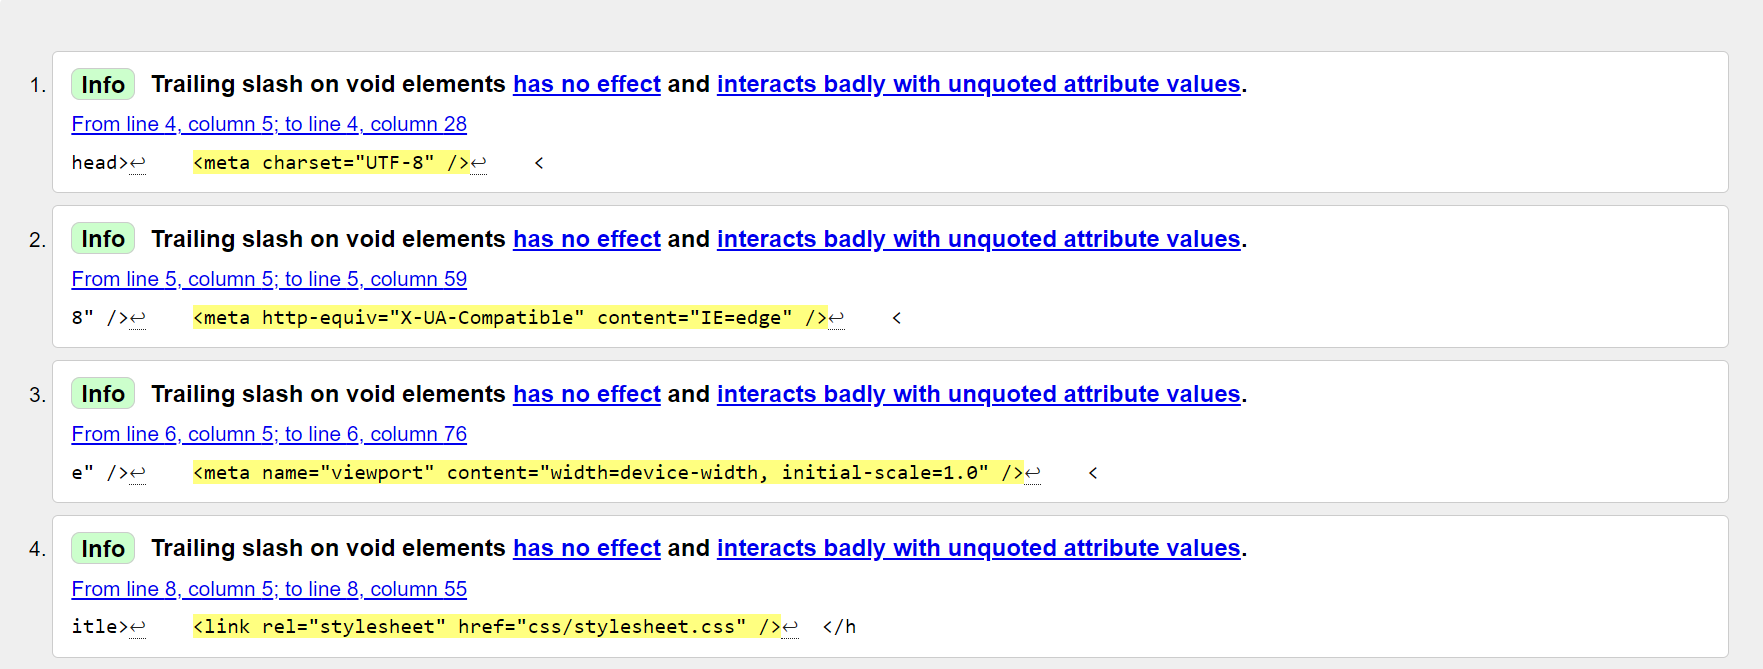 1. Info Trailing slash on void elements has no effect and interacts badly with unquoted attribute values.
From line 4, column 5; to line 4, column 28
head>↩    <meta charset="UTF-8" />↩    <
2. Info Trailing slash on void elements has no effect and interacts badly with unquoted attribute values.
From line 5, column 5; to line 5, column 59
8" />↩    <meta http-equiv="X-UA-Compatible" content="IE=edge" />↩    <
3. Info Trailing slash on void elements has no effect and interacts badly with unquoted attribute values.
From line 6, column 5; to line 6, column 76
e" />↩    <meta name="viewport" content="width=device-width, initial-scale=1.0" />↩    <
4. Info Trailing slash on void elements has no effect and interacts badly with unquoted attribute values.
From line 8, column 5; to line 8, column 55
itle>↩    <link rel="stylesheet" href="css/stylesheet.css" />↩  </h